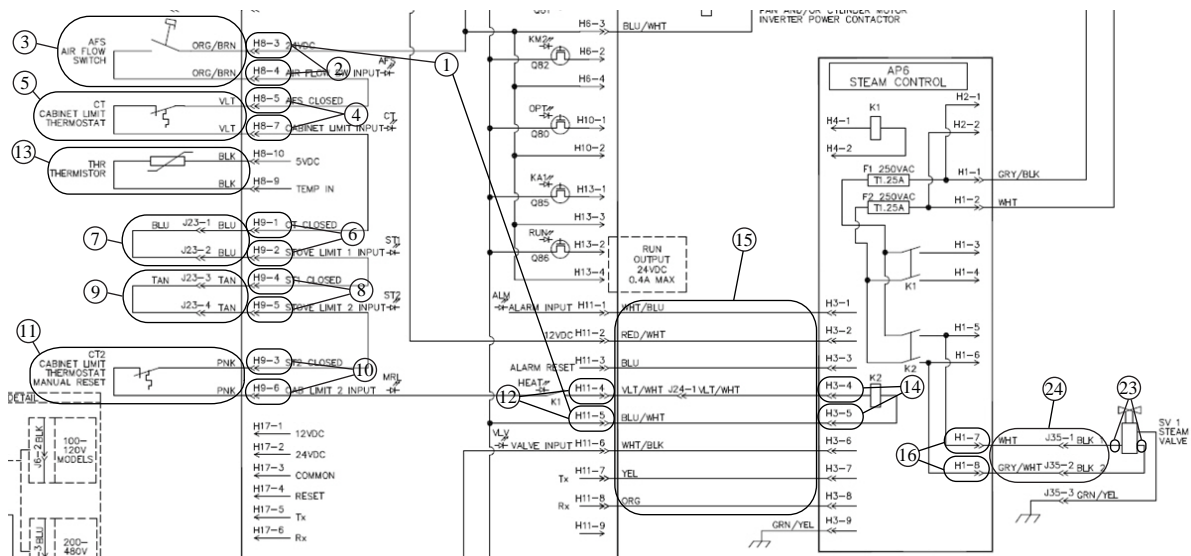 PAN AND/OR CYLINDER MOTOR
INVERTER POWER CONTACTOR
H6-3 BLU/WHT
3
AFS
AIR FLOW
SWITCH
ORG/BRN
H8-3 24VDC
ORG/BRN
H8-4
AFS
2
1
5
CT
CABINET LIMIT
THERMOSTAT
VLT
H8-5 AFS CLOSED
VLT
H8-7 CABINET LIMIT INPUT
CT
4
13
THR
THERMISTOR
BLK
H8-10
5VDC
BLK
H8-9
TEMP IN
7
BLU J23-1 BLU
H9-1 CT CLOSED
J23-2 BLU
H9-2 STOVE LIMIT 1 INPUT
ST1
6
9
TAN J23-3 TAN
H9-4 ST1 CLOSED
J23-4 TAN
H9-5 STOVE LIMIT 2 INPUT
ST2
8
11
CT2
CABINET LIMIT
THERMOSTAT
MANUAL RESET
PNK
H9-3 ST2 CLOSED
PNK
H9-6 CAB LIMIT 2 INPUT
MRL
10
DETAIL
J6-2 BLK
100-
120V
MODELS
BLU
200-
480V
H17-1
12VDC
H17-2
24VDC
H17-3
COMMON
H17-4
RESET
H17-5
Tx
H17-6
Rx
KM2
Q82
H6-2
H6-4
OPT
Q80
H10-1
H10-2
KA1
Q85
H13-1
H13-3
RUN
Q86
H13-2
H13-4
RUN
OUTPUT
24VDC
0.4A MAX
15
ALM
ALARM INPUT H11-1 WHT/BLU H3-1
12VDC H11-2 RED/WHT H3-2
ALARM RESET H11-3 BLU H3-3
HEAT
K1
12
H11-4 VLT/WHT J24-1 VLT/WHT H3-4
H11-5 BLU/WHT H3-5
K2
14
VLV
VALVE INPUT H11-6 WHT/BLK H3-6
Tx H11-7 YEL H3-7
Rx H11-8 ORG H3-8
H11-9
GRN/YEL H3-9
AP6
STEAM CONTROL
K1
H4-1
H4-2
H2-1
H2-2
F1 250VAC
T1.25A
H1-1 GRY/BLK
F2 250VAC
T1.25A
H1-2 WHT
H1-3
H1-4
K1
H1-5
H1-6
K2
24
23
16
H1-7 WHT J35-1 BLK 1
H1-8 GRY/WHT J35-2 BLK 2
SV 1
STEAM
VALVE
J35-3 GRN/YEL